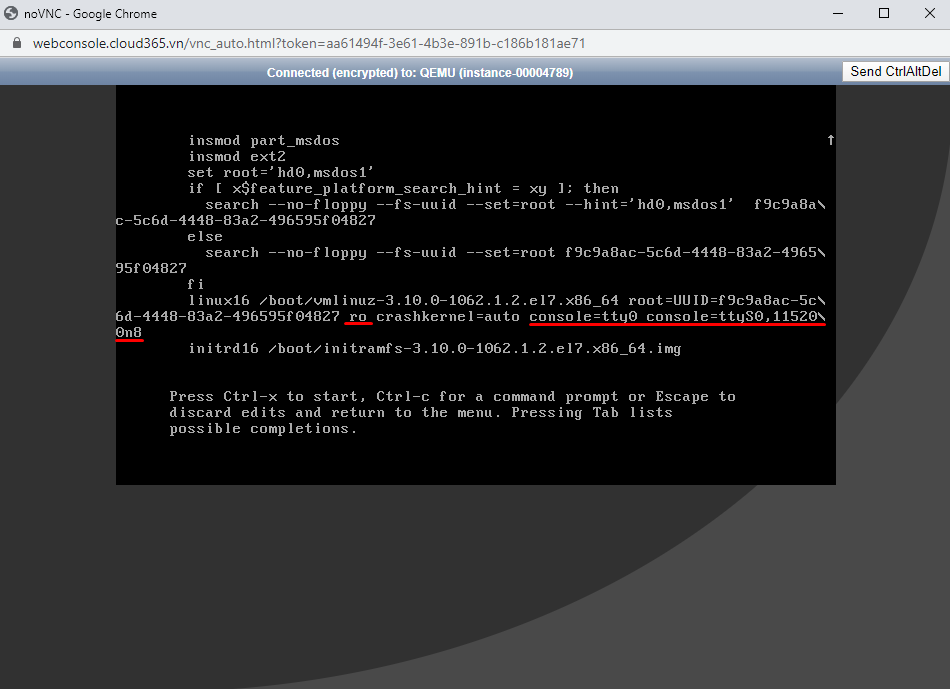 noVNC - Google Chrome
webconsole.cloud365.vn/vnc_auto.html?token=aa61494f-3e61-4b3e-891b-c186b181ae71
Connected (encrypted) to: QEMU (instance-00004789)
Send CtrlAltDel
insmod part_msdos ↑
insmod ext2
set root='hd0,msdos1'
if [ x$feature_platform_search_hint = xy ]; then
search --no-floppy --fs-uuid --set=root --hint='hd0,msdos1'  f9c9a8a\
c-5c6d-4448-83a2-496595f04827
else
search --no-floppy --fs-uuid --set=root f9c9a8ac-5c6d-4448-83a2-4965\
95f04827
fi
linux16 /boot/vmlinuz-3.10.0-1062.1.2.el7.x86_64 root=UUID=f9c9a8ac-5c\
6d-4448-83a2-496595f04827 ro crashkernel=auto console=tty0 console=ttyS0,11520\
0n8
initrd16 /boot/initramfs-3.10.0-1062.1.2.el7.x86_64.img
Press Ctrl-x to start, Ctrl-c for a command prompt or Escape to
discard edits and return to the menu. Pressing Tab lists
possible completions.